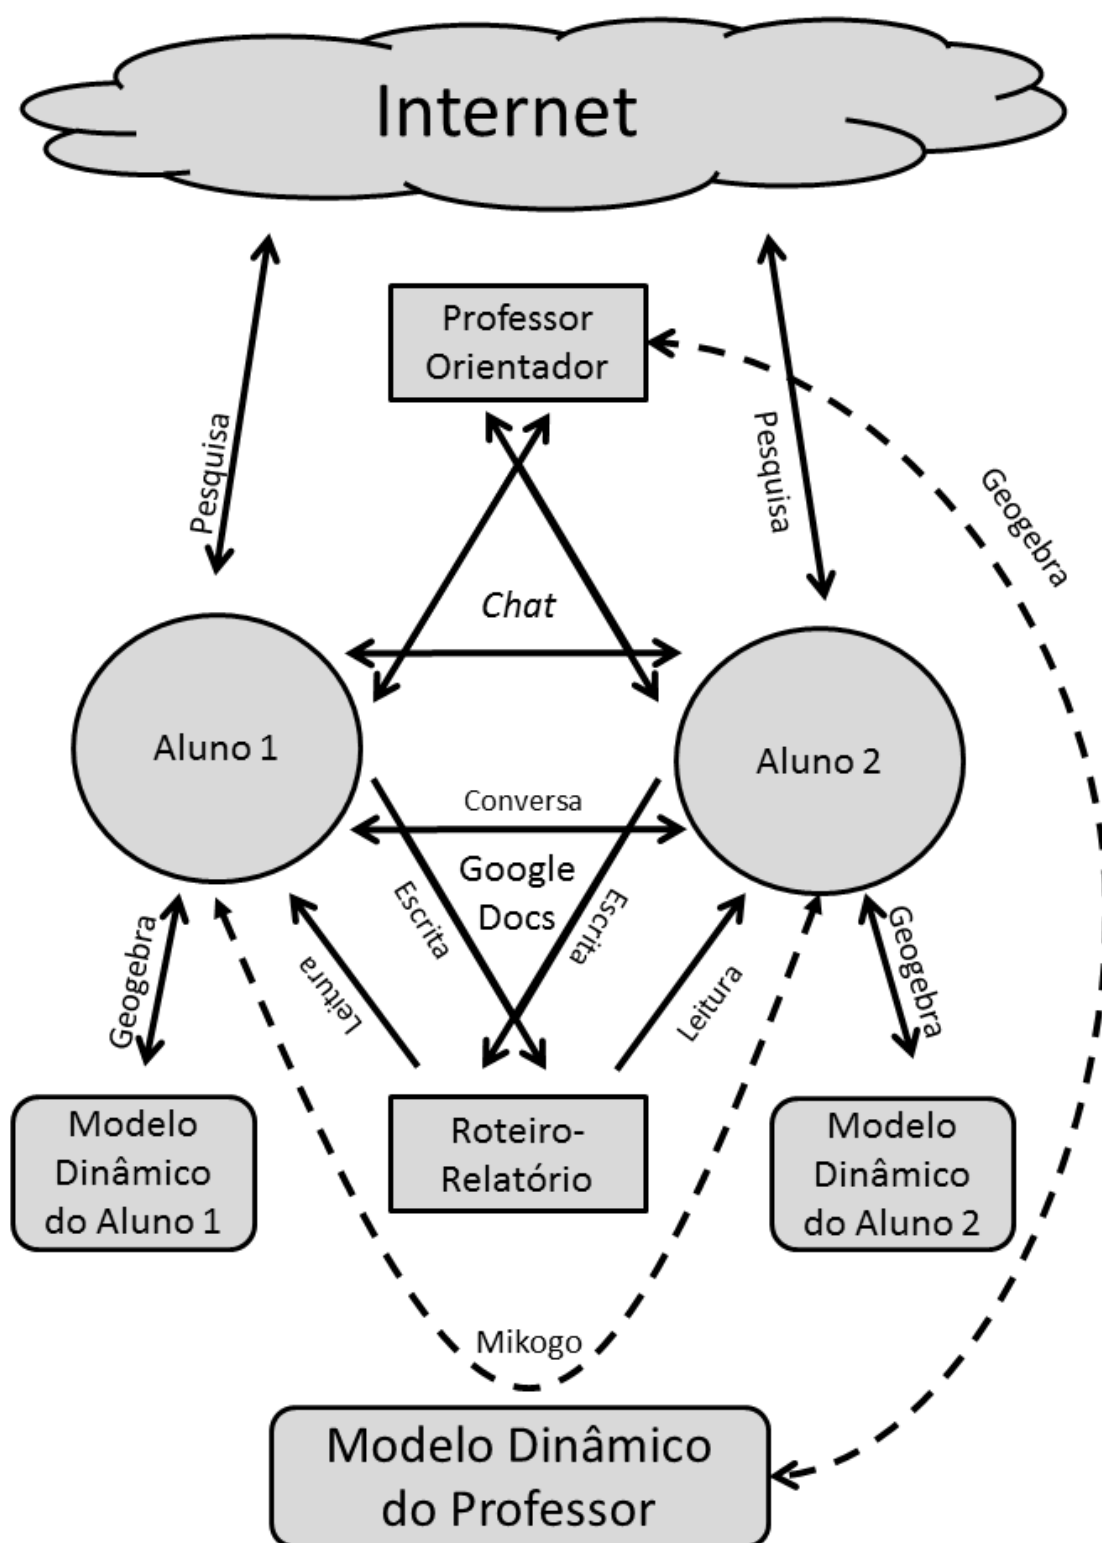 Internet
Professor
Orientador
Pesquisa
Pesquisa
Geogebra
Chat
Aluno 1
Aluno 2
Conversa
Google
Docs
Escrita
Escrita
Leitura
Leitura
Geogebra
Geogebra
Modelo
Dinâmico
do Aluno 1
Roteiro-
Relatório
Modelo
Dinâmico
do Aluno 2
Mikogo
Modelo Dinâmico
do Professor